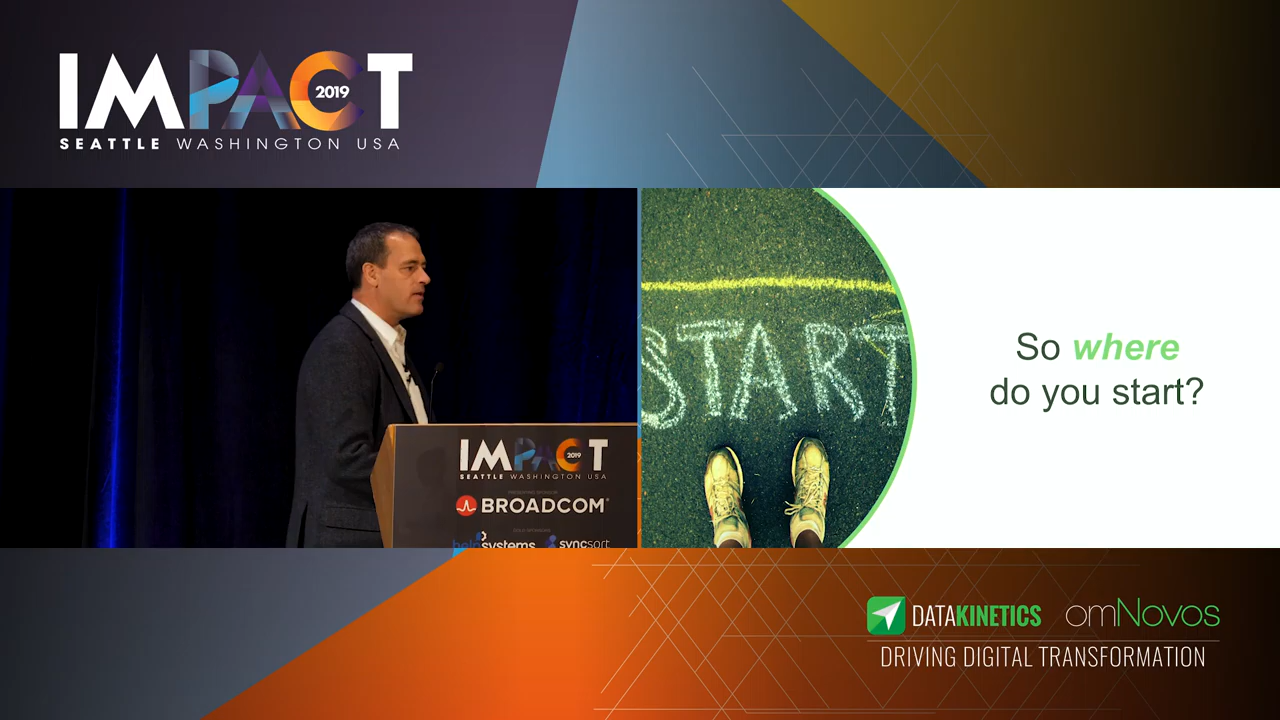 IMPACT
2019
SEATTLE WASHINGTON USA
START
So where
do you start?
IMPACT
2019
SEATTLE WASHINGTON USA
BROADCOM
systems
syncsort
DATAKINETICS
omNovos
DRIVING DIGITAL TRANSFORMATION